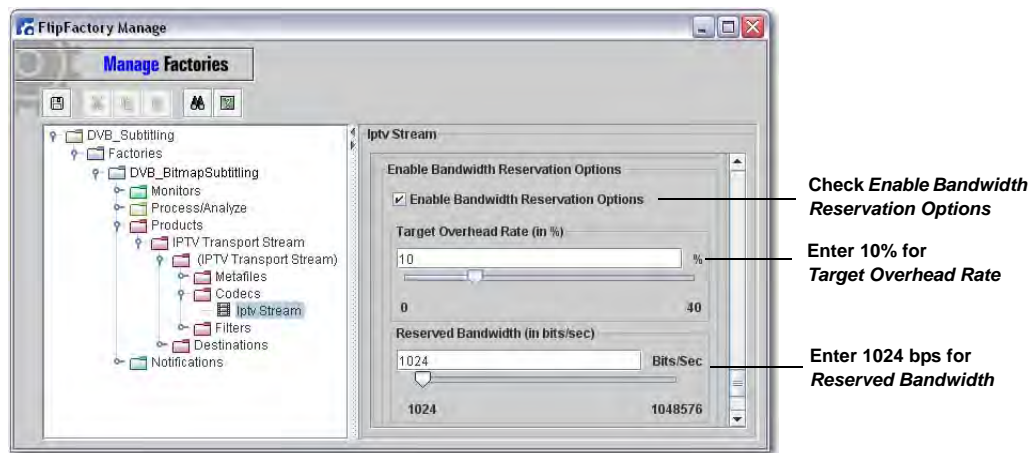 FlipFactory Manage
Manage Factories
DVB_Subtitling
Factories
DVB_BitmapSubtitling
Monitors
Process/Analyze
Products
IPTV Transport Stream
(IPTV Transport Stream)
Metafiles
Codecs
Iptv Stream
Filters
Destinations
Notifications
Iptv Stream
Enable Bandwidth Reservation Options
Enable Bandwidth Reservation Options
Target Overhead Rate (in %)
10 %
0 40
Reserved Bandwidth (in bits/sec)
1024 Bits/Sec
1024 1048576
Check Enable Bandwidth
Reservation Options
Enter 10% for
Target Overhead Rate
Enter 1024 bps for
Reserved Bandwidth